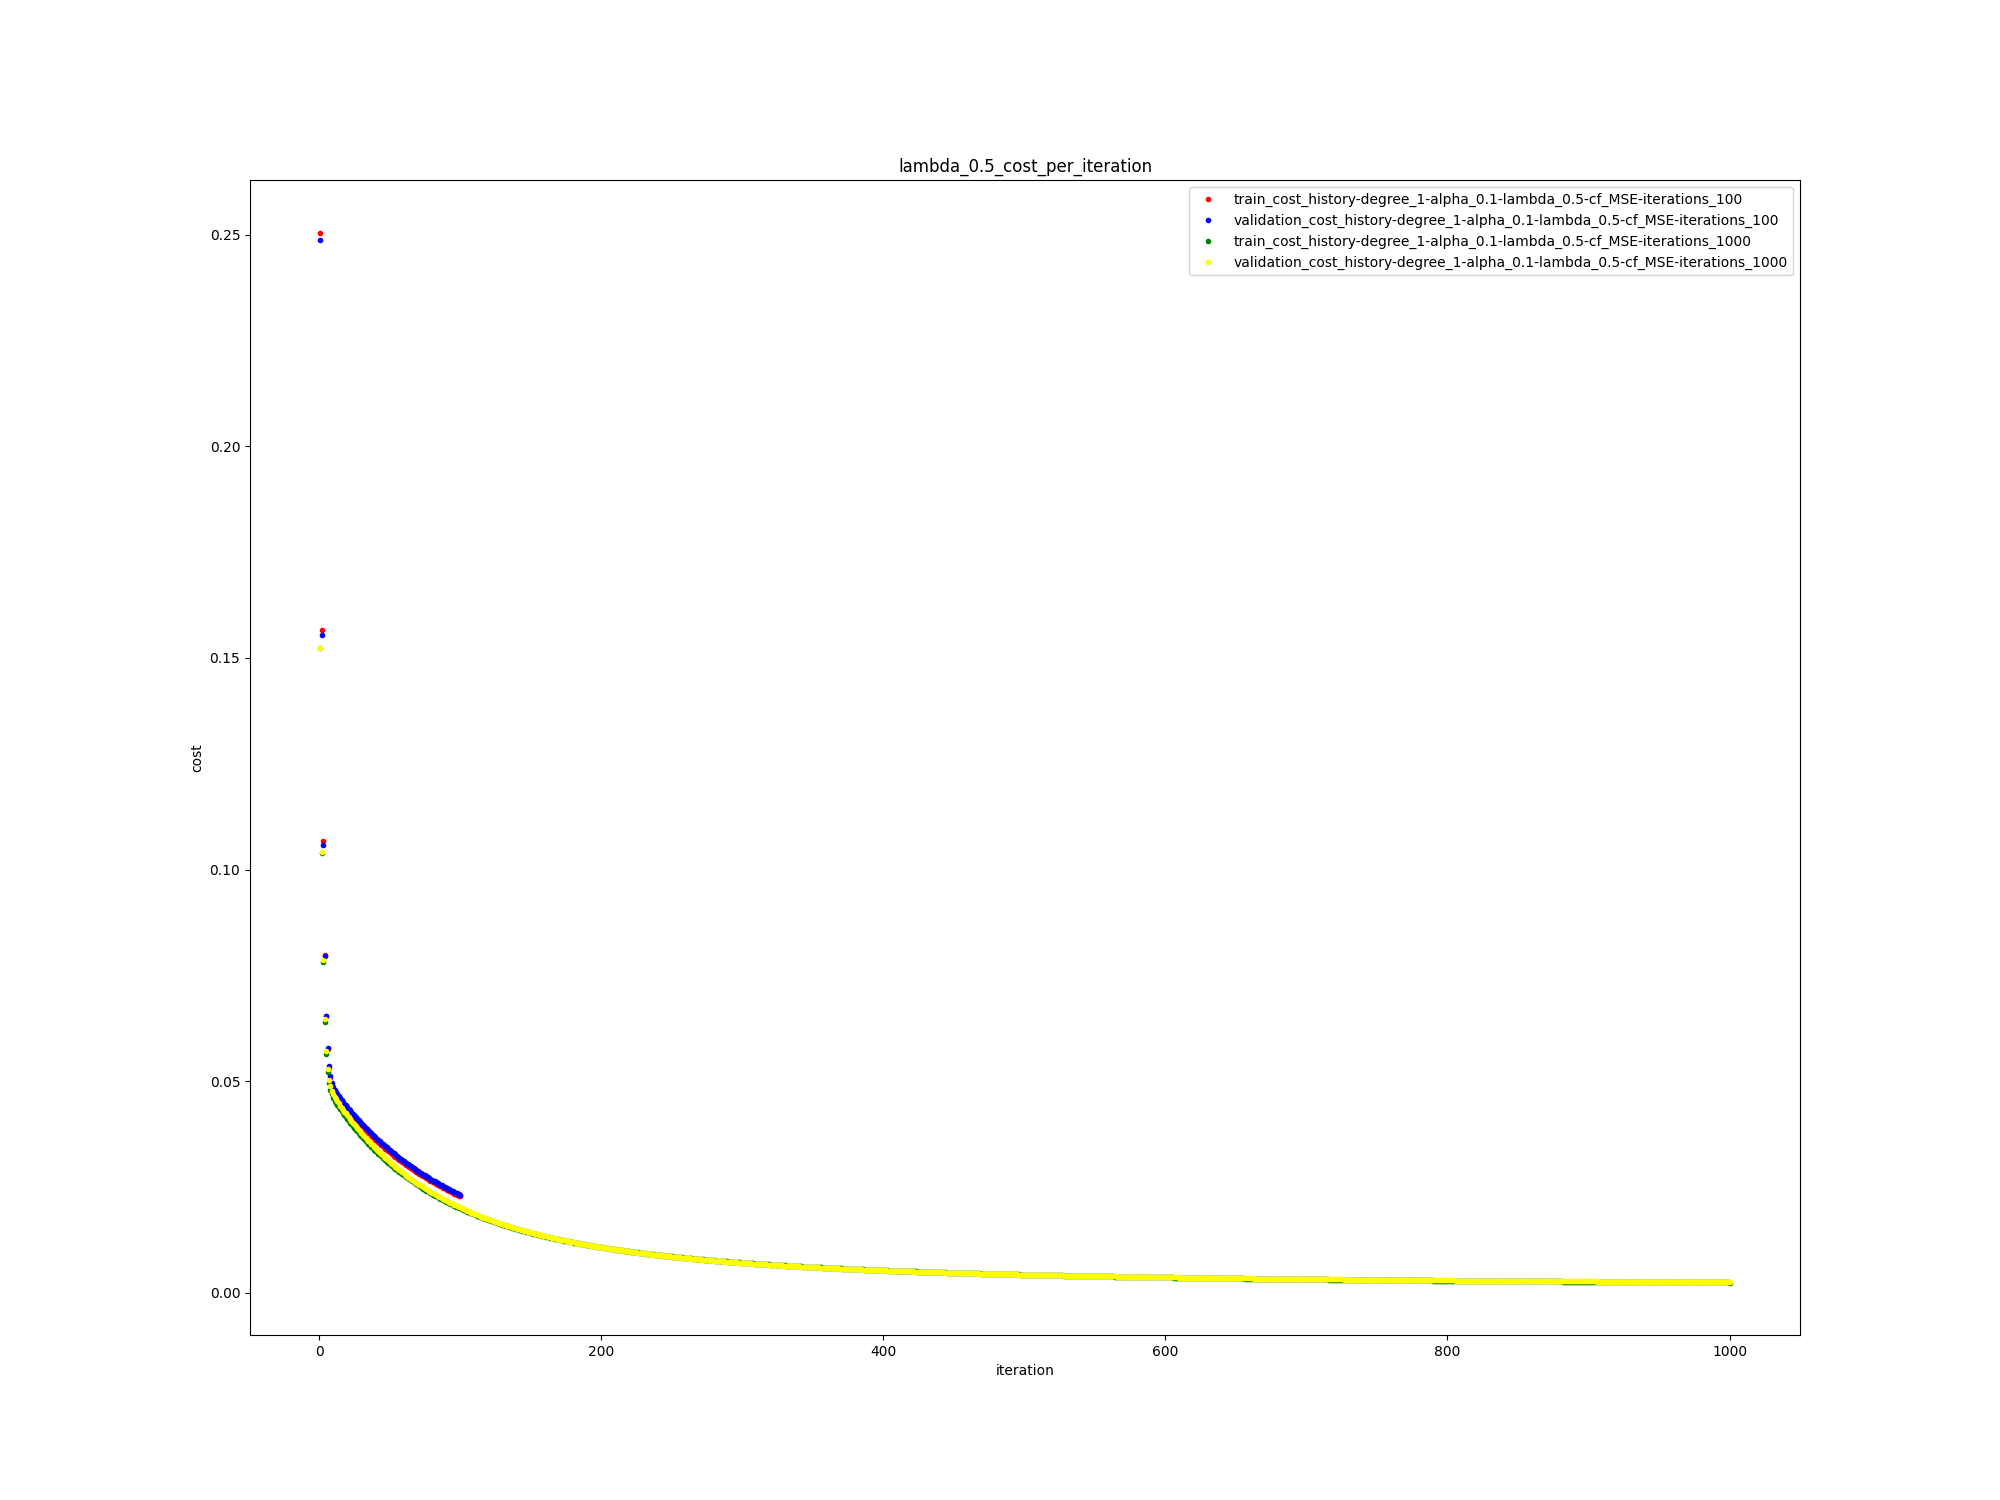 lambda_0.5_cost_per_iteration
train_cost_history-degree_1-alpha_0.1-lambda_0.5-cf_MSE-iterations_100
validation_cost_history-degree_1-alpha_0.1-lambda_0.5-cf_MSE-iterations_100
train_cost_history-degree_1-alpha_0.1-lambda_0.5-cf_MSE-iterations_1000
validation_cost_history-degree_1-alpha_0.1-lambda_0.5-cf_MSE-iterations_1000
0.25
0.20
0.15
0.10
0.05
0.00
cost
0 200 400 600 800 1000
iteration